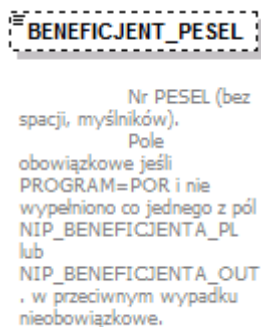 BENEFICJENT_PESEL
Nr PESEL (bez
spacji, myślników).
Pole
obowiązkowe jeśli
PROGRAM=POR i nie
wypełniono co jednego z pól
NIP_BENEFICJENTA_PL
lub
NIP_BENEFICJENTA_OUT
. w przeciwnym wypadku
nieobowiązkowe.